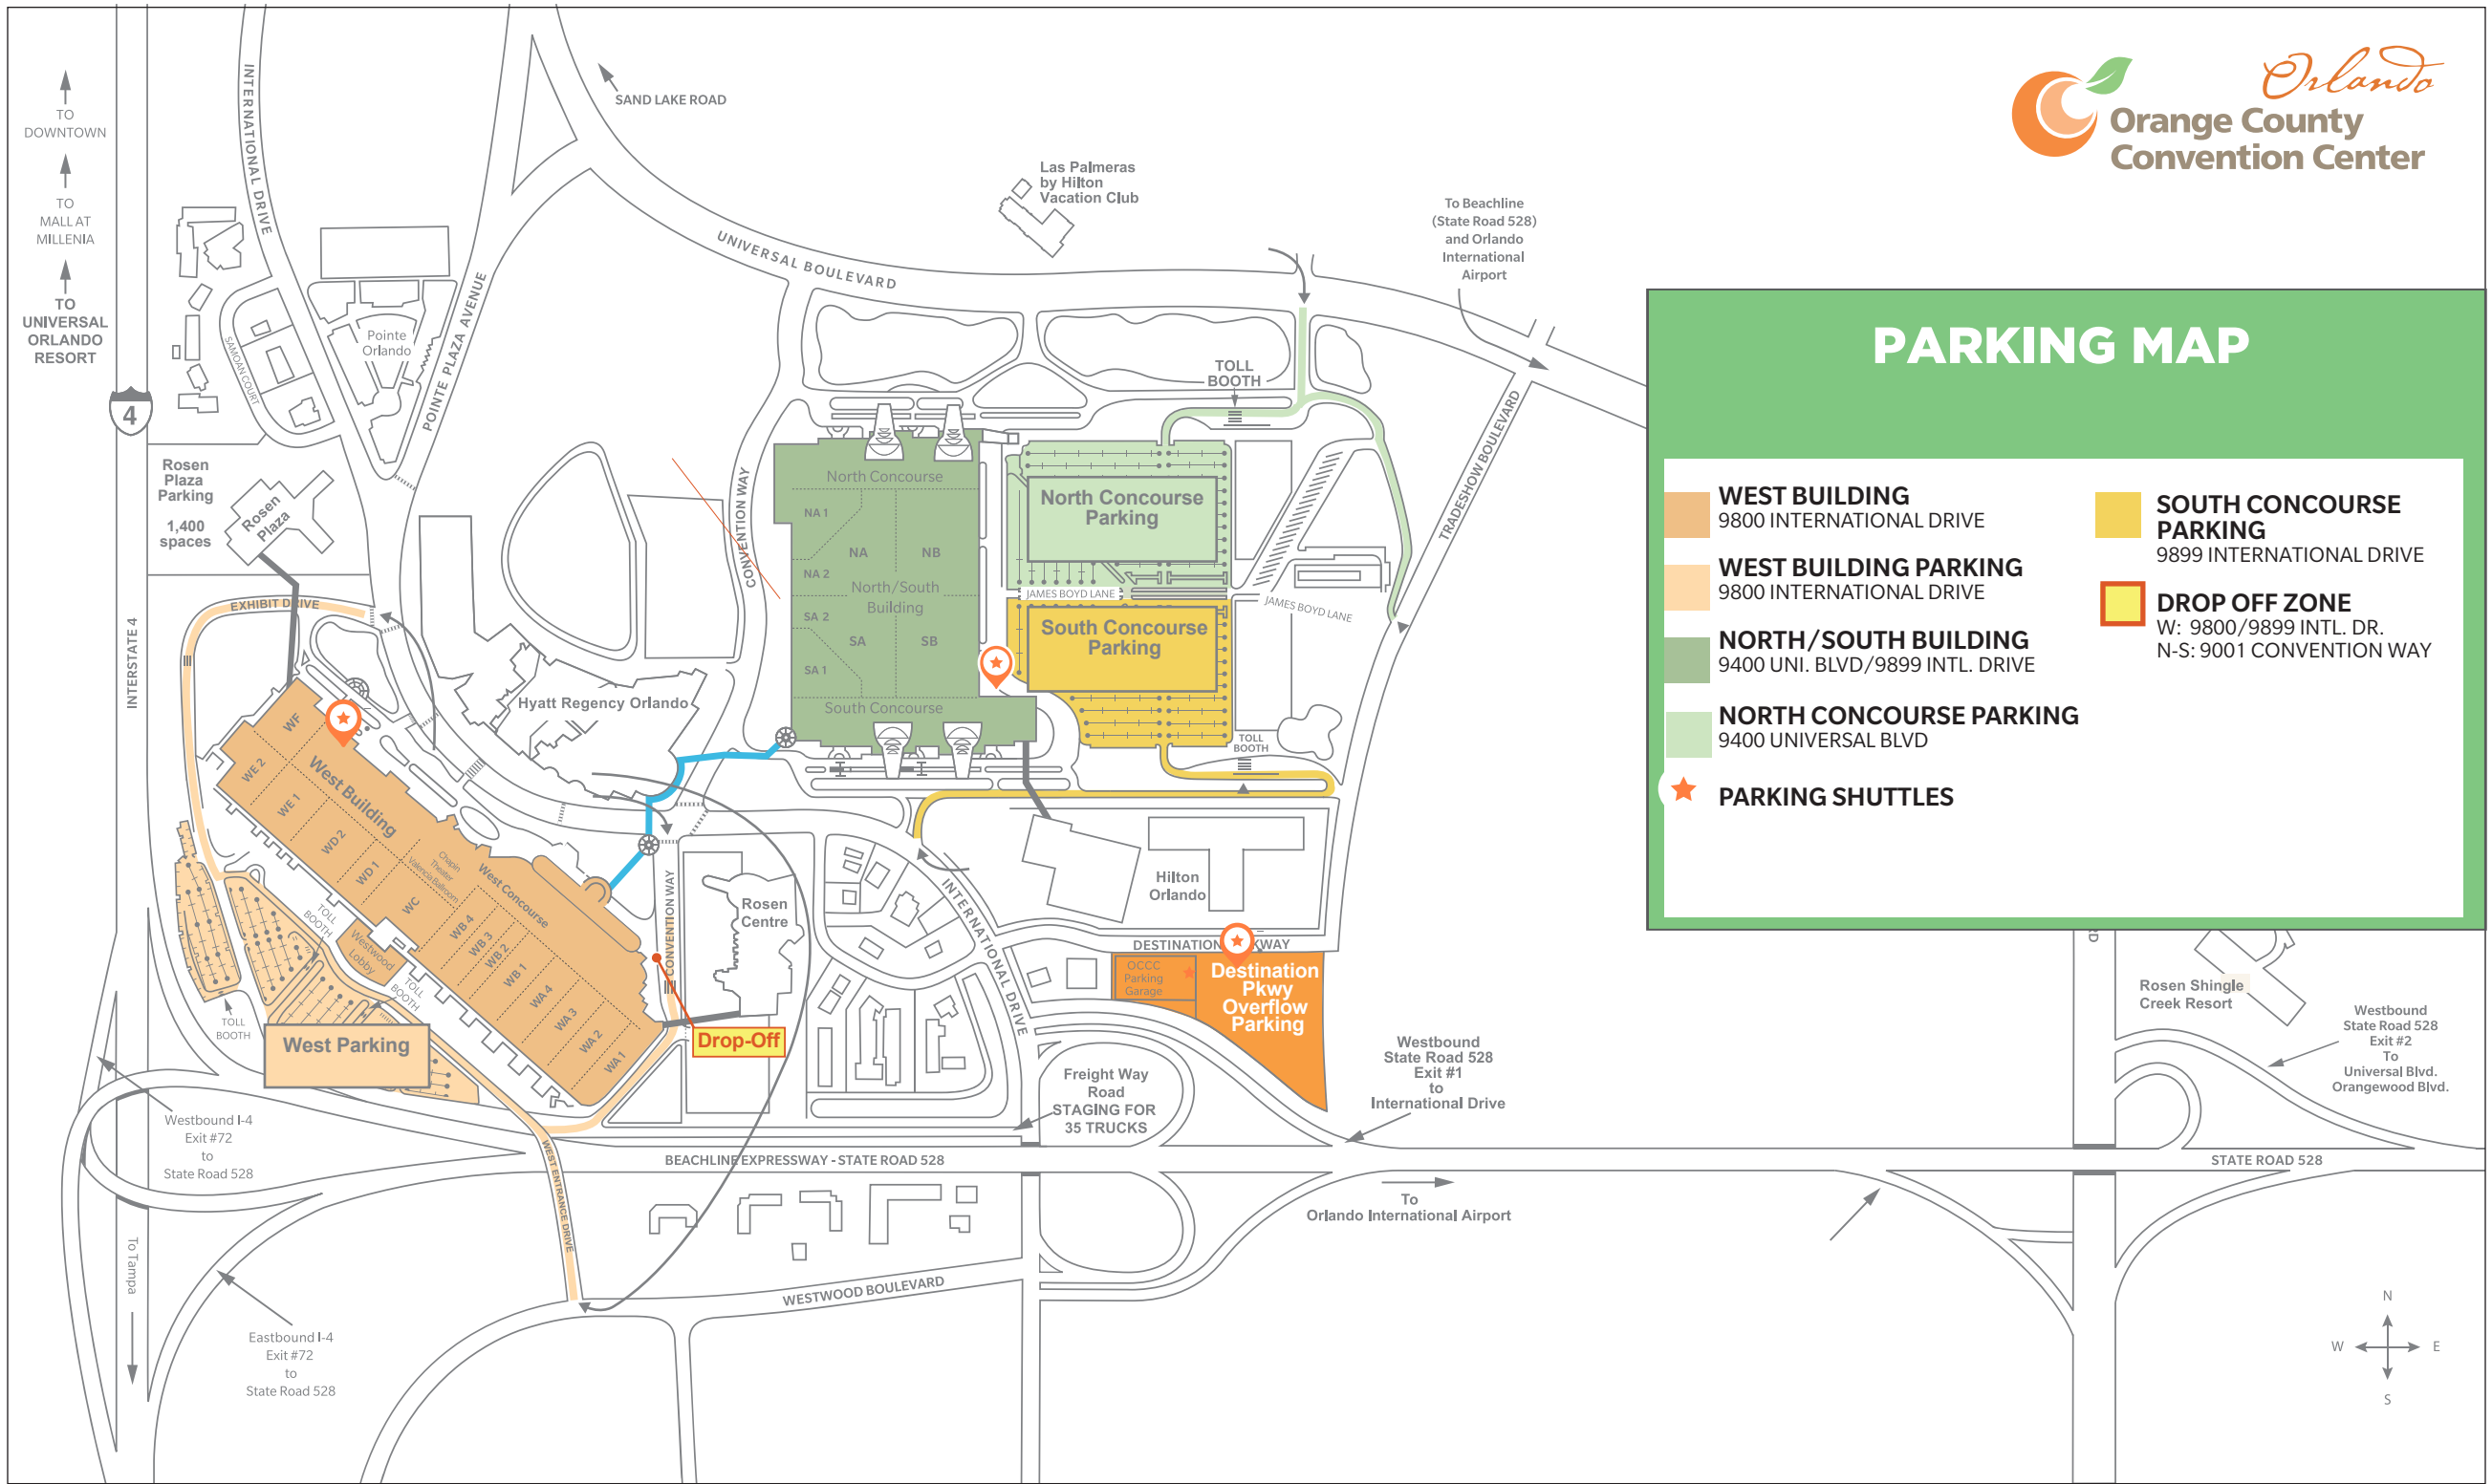 Orlando
Orange County
Convention Center
PARKING MAP
WEST BUILDING
9800 INTERNATIONAL DRIVE
WEST BUILDING PARKING
9800 INTERNATIONAL DRIVE
NORTH/SOUTH BUILDING
9400 UNI. BLVD/9899 INTL. DRIVE
NORTH CONCOURSE PARKING
9400 UNIVERSAL BLVD
PARKING SHUTTLES
SOUTH CONCOURSE
PARKING
9899 INTERNATIONAL DRIVE
DROP OFF ZONE
W: 9800/9899 INTL. DR.
N-S: 9001 CONVENTION WAY
TO
DOWNTOWN
TO
MALL AT
MILLENIA
TO
UNIVERSAL
ORLANDO
RESORT
4
INTERNATIONAL DRIVE
SAND LAKE ROAD
Las Palmeras
by Hilton
Vacation Club
To Beachline
(State Road 528)
and Orlando
International
Airport
UNIVERSAL BOULEVARD
Pointe
Orlando
POINTE PLAZA AVENUE
SAMOAN COURT
TOLL
BOOTH
TRADESHOW BOULEVARD
Rosen
Plaza
Parking
1,400
spaces
Rosen
Plaza
CONVENTION WAY
North Concourse
NA 1
NA
NB
NA 2
North/South
Building
SA 2
SA
SB
SA 1
South Concourse
North Concourse
Parking
JAMES BOYD LANE
JAMES BOYD LANE
South Concourse
Parking
TOLL
BOOTH
EXHIBIT DRIVE
INTERSTATE 4
Hyatt Regency Orlando
WF
WE 2
WE 1
West Building
WD 2
WD 1
WC
Chapin
Theater
Valencia Ballroom
West Concourse
WB 4
WB 3
WB 2
WB 1
WA 4
WA 3
WA 2
WA 1
Westwood
Lobby
TOLL
BOOTH
TOLL
BOOTH
TOLL
BOOTH
West Parking
CONVENTION WAY
Rosen
Centre
Drop-Off
INTERNATIONAL DRIVE
Hilton
Orlando
DESTINATION
KWAY
OCCC
Parking
Garage
Destination
Pkwy
Overflow
Parking
RD
Rosen Shingle
Creek Resort
Westbound
State Road 528
Exit #2
To
Universal Blvd.
Orangewood Blvd.
Westbound
State Road 528
Exit #1
to
International Drive
Freight Way
Road
STAGING FOR
35 TRUCKS
Westbound I-4
Exit #72
to
State Road 528
BEACHLINE EXPRESSWAY - STATE ROAD 528
STATE ROAD 528
WEST ENTRANCE DRIVE
To
Orlando International Airport
To Tampa
WESTWOOD BOULEVARD
Eastbound I-4
Exit #72
to
State Road 528
N
W
E
S